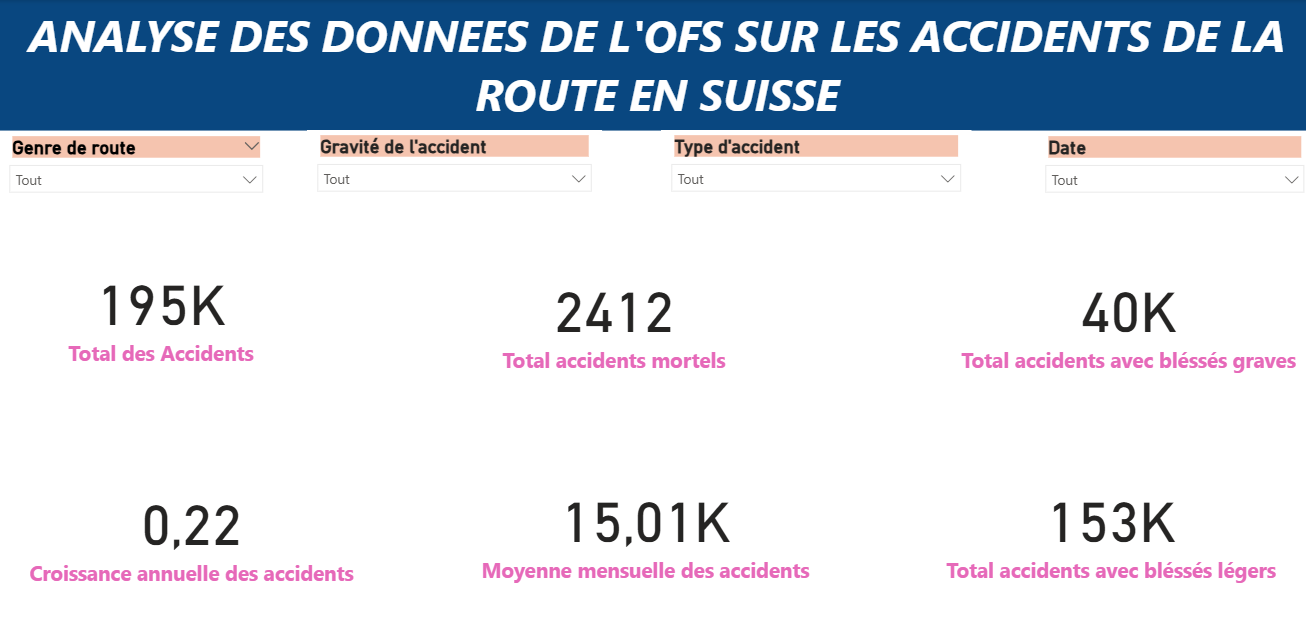 ANALYSE DES DONNEES DE L'OFS SUR LES ACCIDENTS DE LA
ROUTE EN SUISSE
Genre de route
Gravité de l'accident
Type d'accident
Date
Tout
Tout
Tout
Tout
195K
Total des Accidents
2412
Total accidents mortels
40K
Total accidents avec bléssés graves
0,22
Croissance annuelle des accidents
15,01K
Moyenne mensuelle des accidents
153K
Total accidents avec bléssés légers